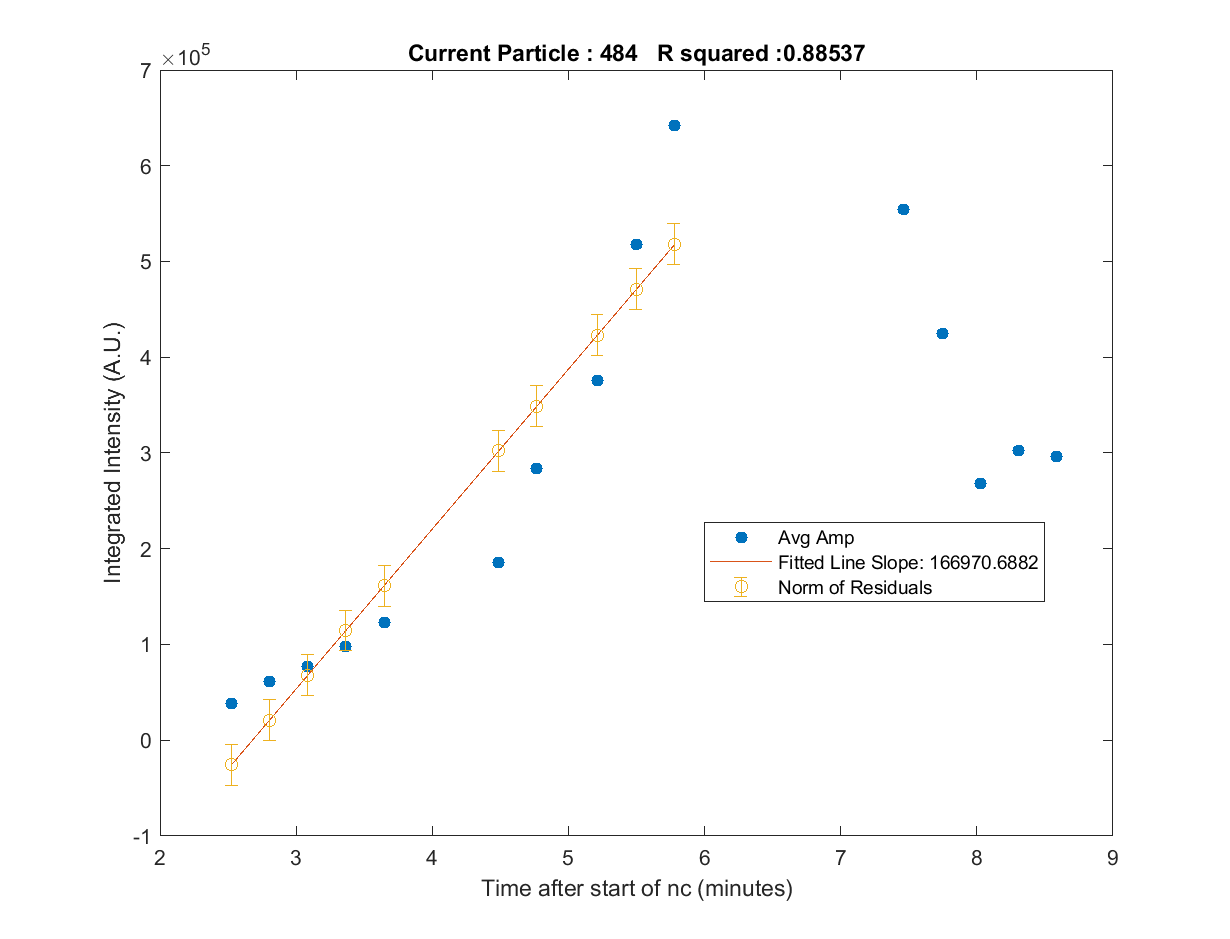 Current Particle : 484   R squared :0.88537
×10^5
7
6
5
4
3
2
1
0
-1
Integrated Intensity (A.U.)
Avg Amp
Fitted Line Slope: 166970.6882
Norm of Residuals
2 3 4 5 6 7 8 9
Time after start of nc (minutes)